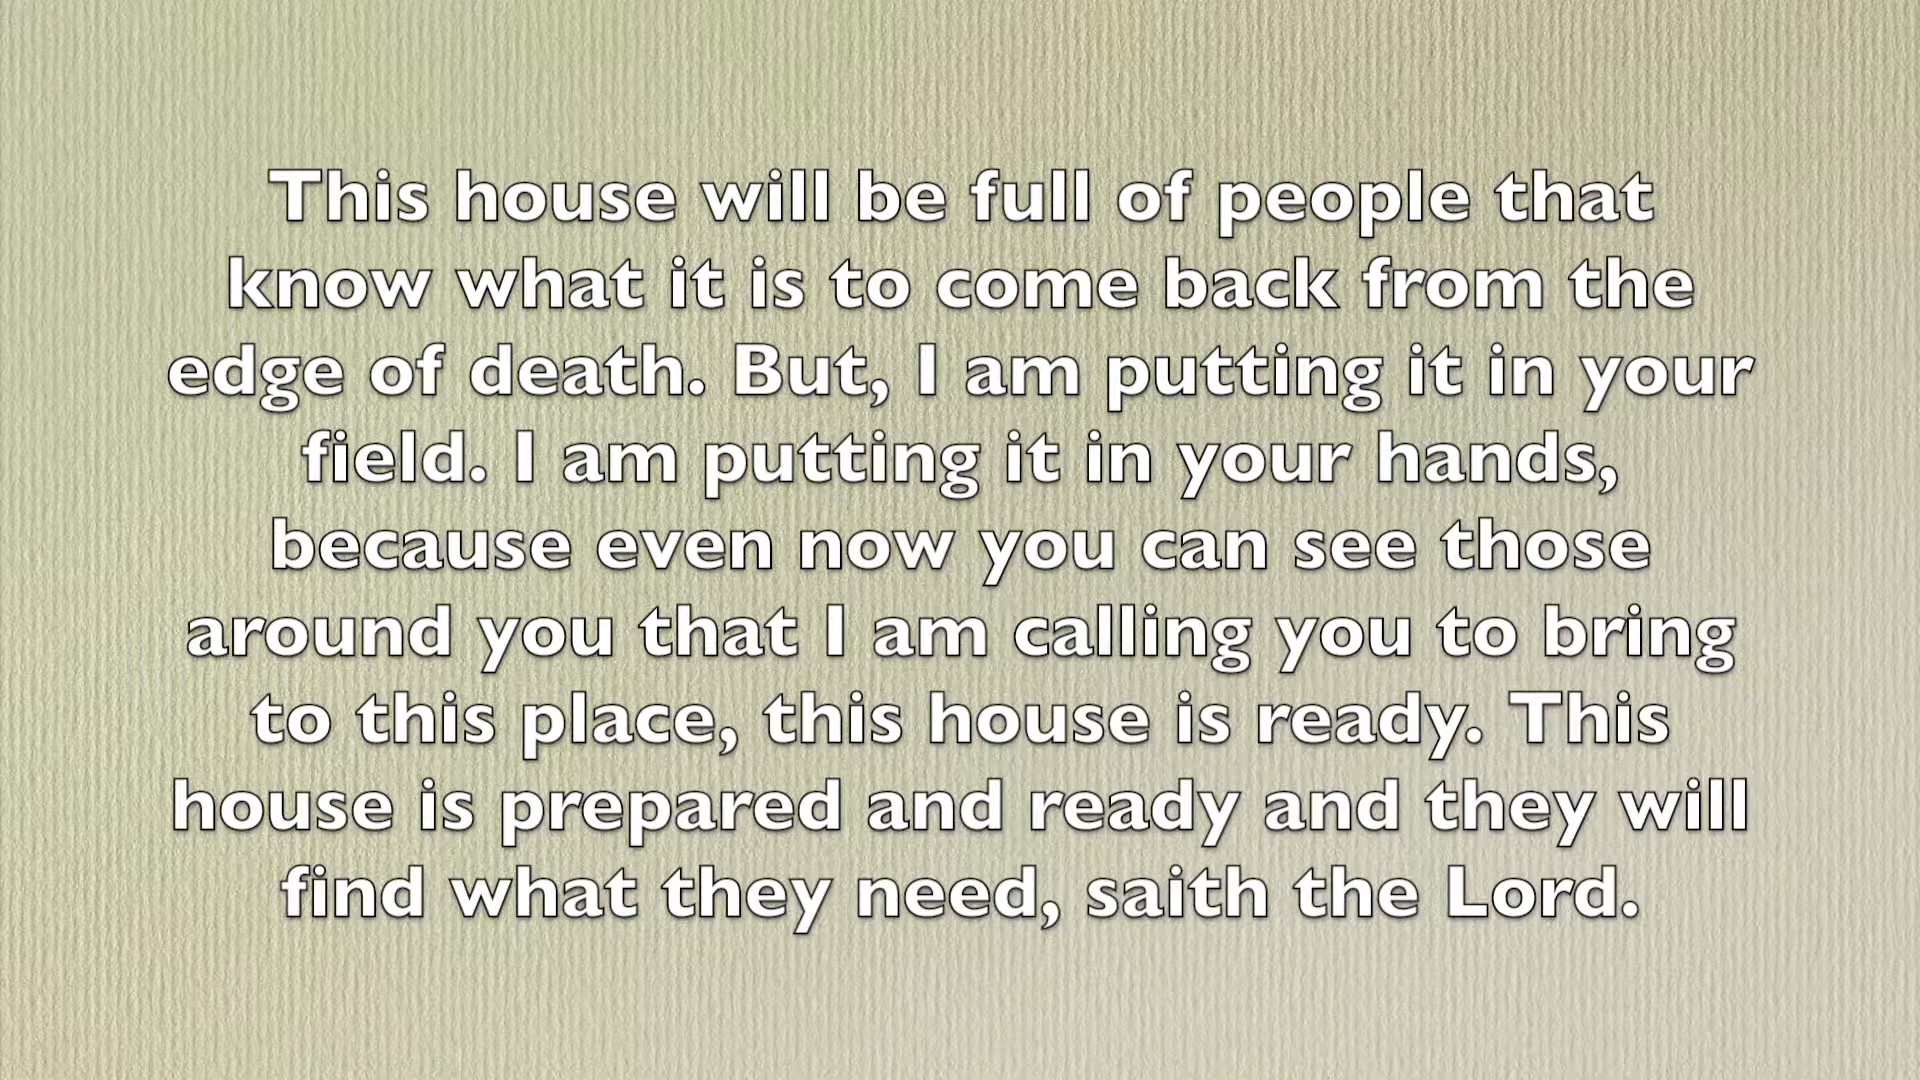 This house will be full of people that
know what it is to come back from the
edge of death. But, I am putting it in your
field. I am putting it in your hands,
because even now you can see those
around you that I am calling you to bring
to this place, this house is ready. This
house is prepared and ready and they will
find what they need, saith the Lord.